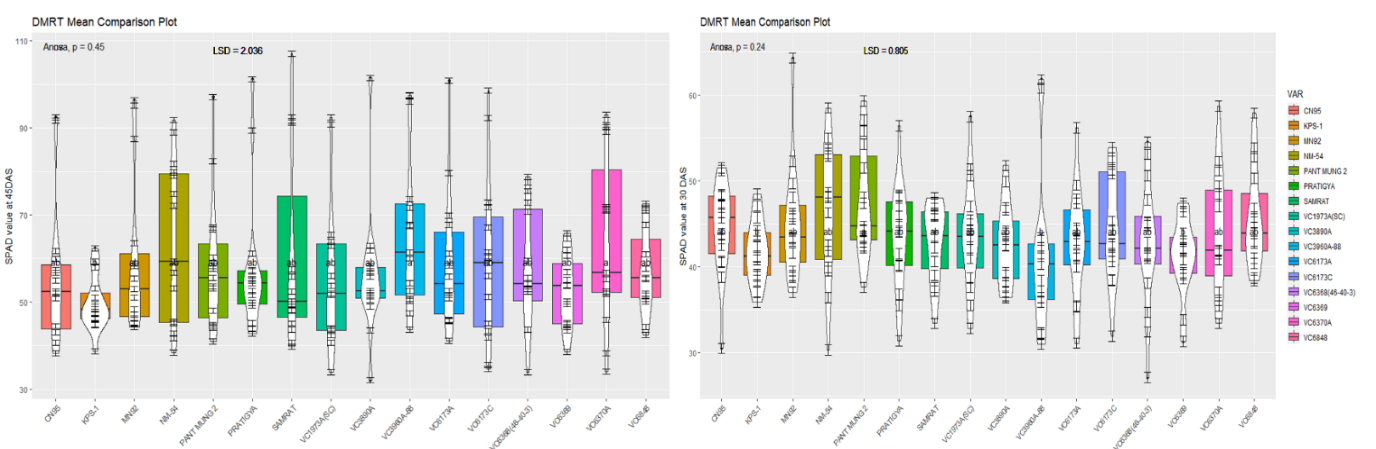 DMRT Mean Comparison Plot
Anova, p = 0.45
LSD = 2.036
SPAD value at 45DAS
110
90
70
50
30
CN95
KPS-1
MN92
NM-54
PANT MUNG 2
PRATIGYA
SAMRAT
VC1973A(SC)
VC3890A
VC3960A-88
VC6173A
VC6173C
VC6368(46-40-3)
VC6369
VC6370A
VC6848
DMRT Mean Comparison Plot
Anova, p = 0.24
LSD = 0.805
SPAD value at 30 DAS
60
50
40
30
CN95
KPS-1
MN92
NM-54
PANT MUNG 2
PRATIGYA
SAMRAT
VC1973A(SC)
VC3890A
VC3960A-88
VC6173A
VC6173C
VC6368(46-40-3)
VC6369
VC6370A
VC6848
VAR
CN95
KPS-1
MN92
NM-54
PANT MUNG 2
PRATIGYA
SAMRAT
VC1973A(SC)
VC3890A
VC3960A-88
VC6173A
VC6173C
VC6368(46-40-3)
VC6369
VC6370A
VC6848